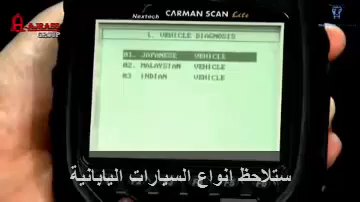 Nextech CARMAN SCAN Lite
1. VEHICLE DIAGNOSIS
01. JAPANESE VEHICLE
02. MALAYSIAN VEHICLE
03 INDIAN VEHICLE
ستلاحظ انواع السيارات اليابانية